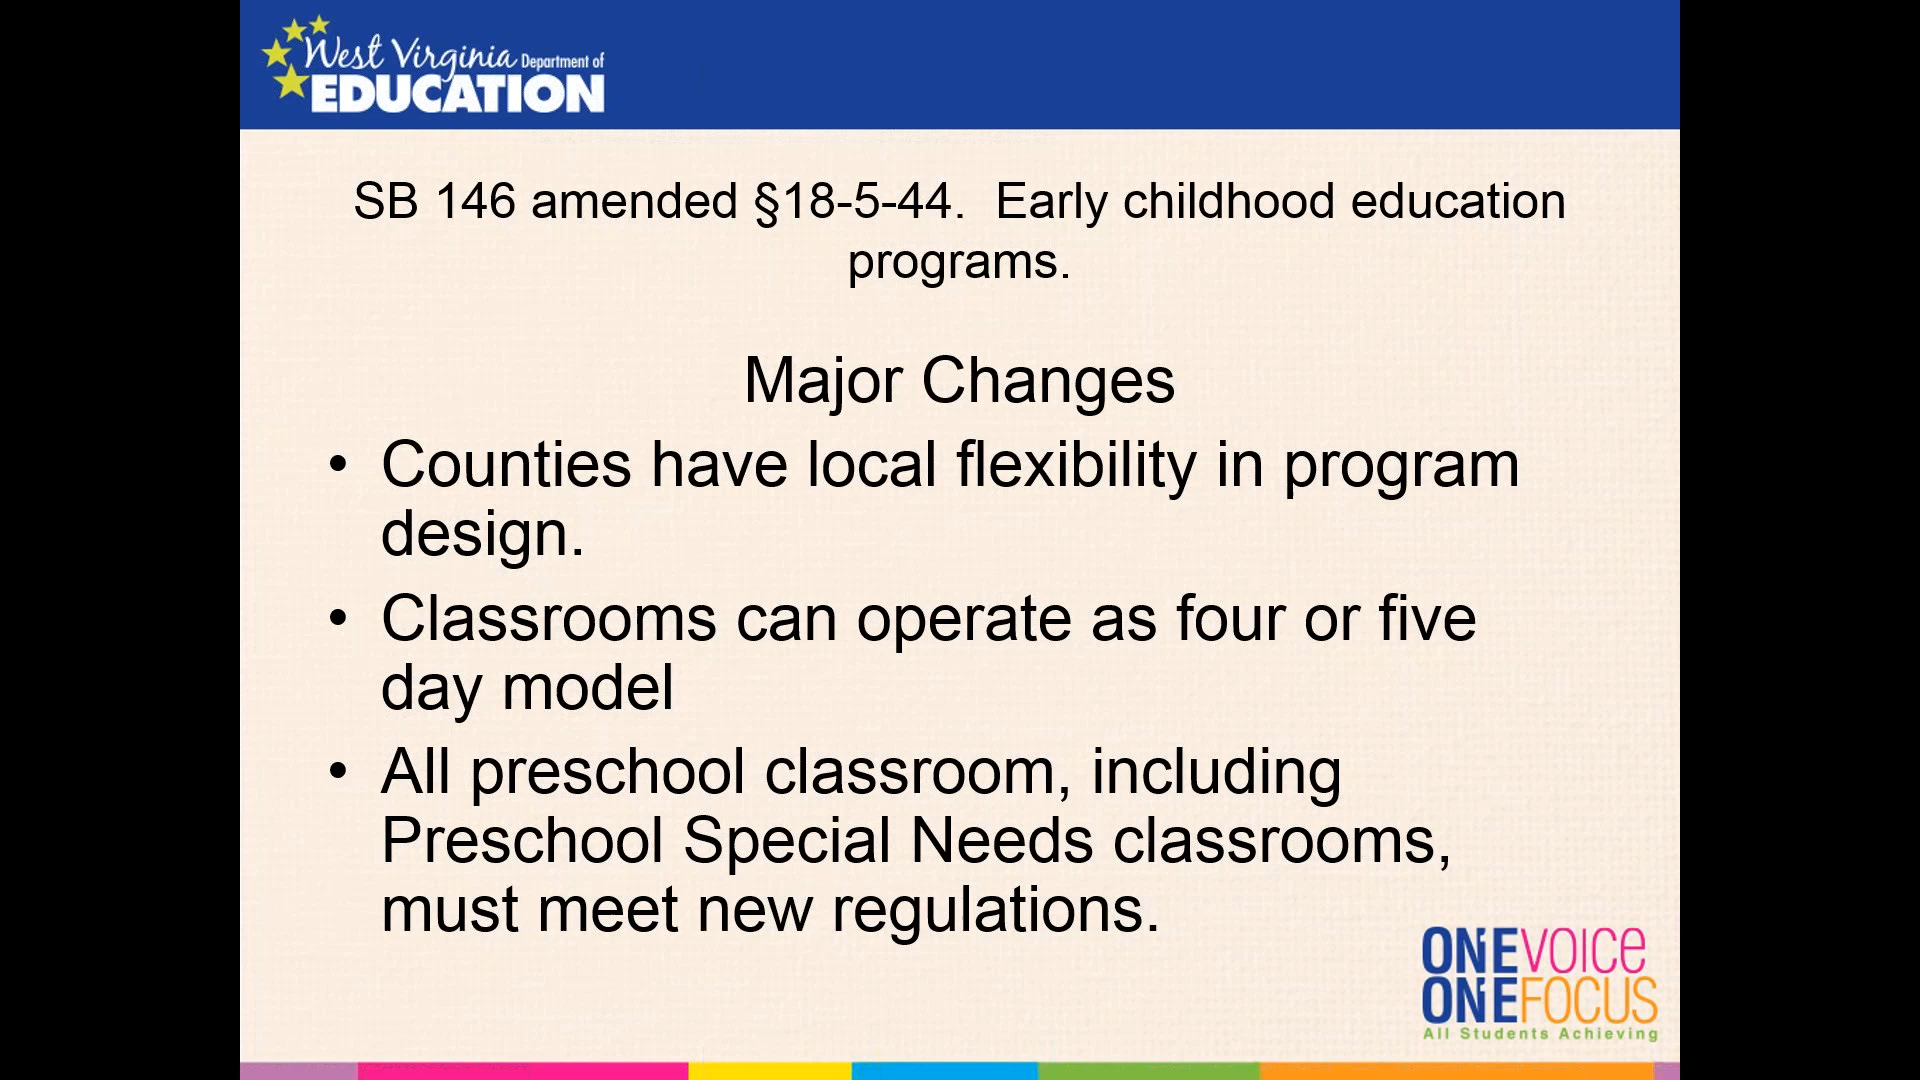 West Virginia Department of
EDUCATION
SB 146 amended §18-5-44.  Early childhood education
programs.
Major Changes
• Counties have local flexibility in program
design.
• Classrooms can operate as four or five
day model
• All preschool classroom, including
Preschool Special Needs classrooms,
must meet new regulations.
ONEVOICe
ONEFOCUS
All Students Achieving